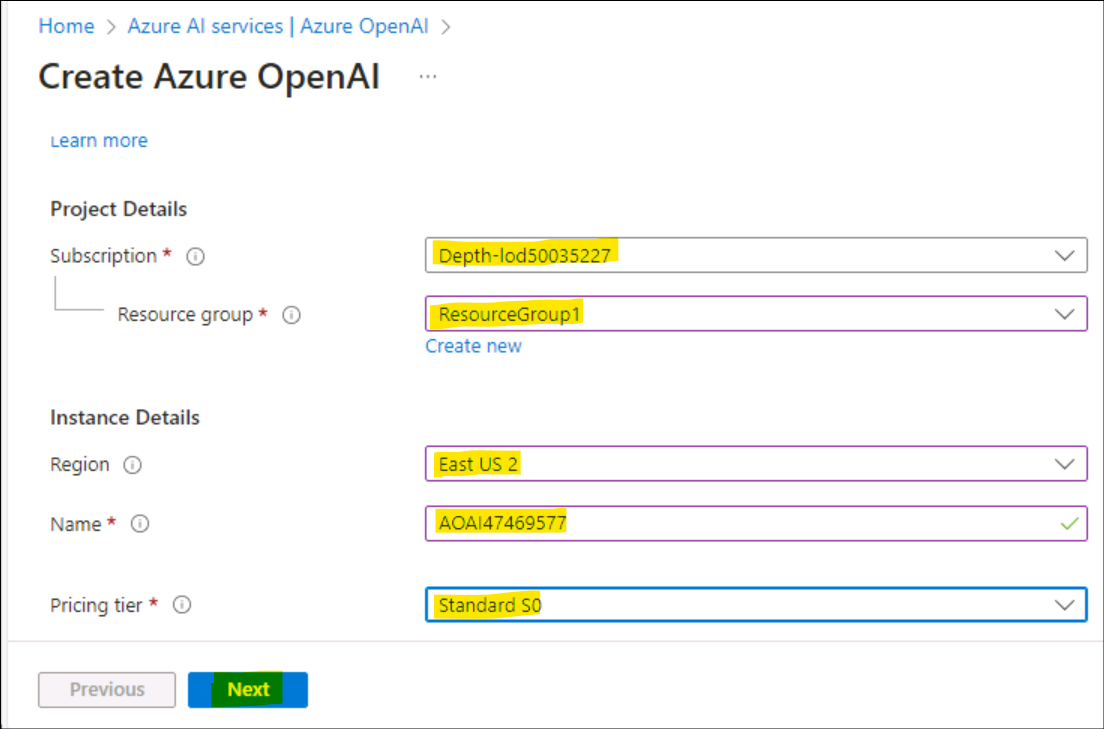 Home > Azure AI services | Azure OpenAI >
Create Azure OpenAI ...
Learn more
Project Details
Subscription * Depth-lod50035227
Resource group * ResourceGroup1
Create new
Instance Details
Region East US 2
Name * AOAI47469577
Pricing tier * Standard S0
Previous Next